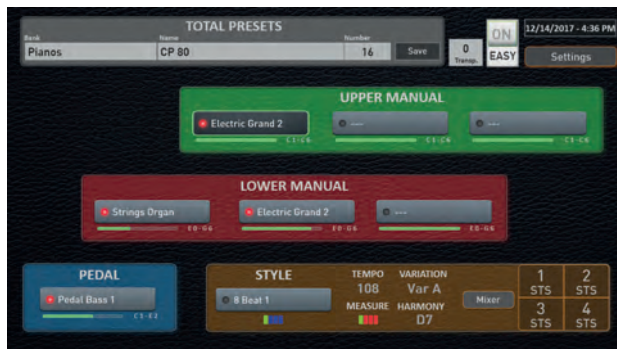 TOTAL PRESETS
Bank Name Number
Pianos CP 80 16 Save
0
Transp.
ON
EASY
12/14/2017 - 4:36 PM
Settings
UPPER MANUAL
Electric Grand 2 --- ---
C1-C6 C1-C6 C1-C6
LOWER MANUAL
Strings Organ Electric Grand 2 ---
E0-G6 E0-G6 E0-G6
PEDAL
Pedal Bass 1
C1-E2
STYLE
8 Beat 1
TEMPO VARIATION
108 Var A
MEASURE HARMONY
D7
Mixer
1 STS
2 STS
3 STS
4 STS